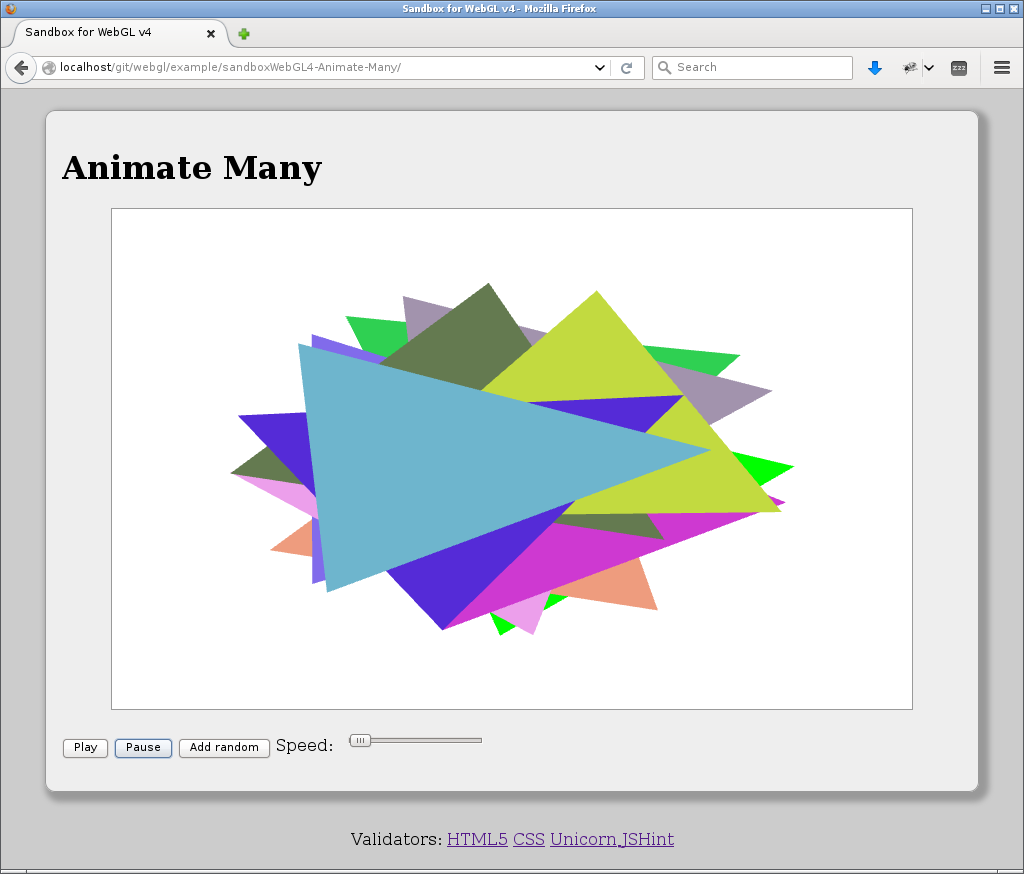 Sandbox for WebGL v4 - Mozilla Firefox
Sandbox for WebGL v4
localhost/git/webgl/example/sandboxWebGL4-Animate-Many/
Search
zzz
Animate Many
Play Pause Add random Speed:
Validators: HTML5 CSS Unicorn JSHint